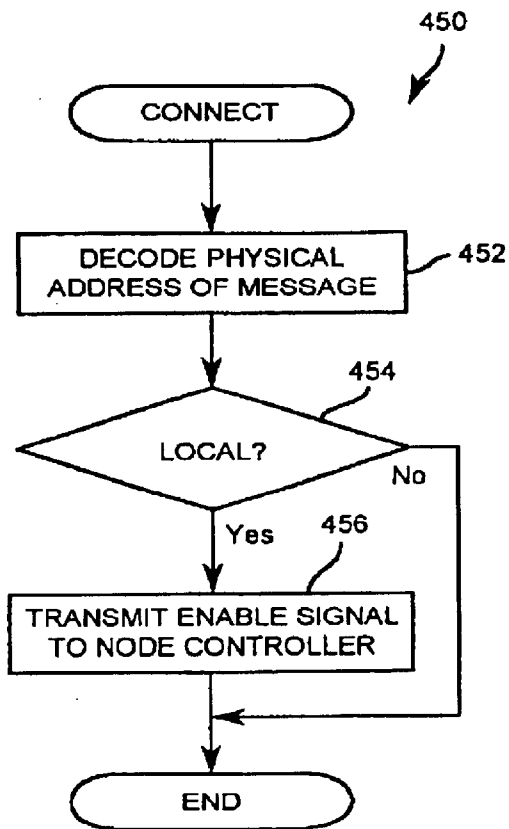 450
CONNECT
DECODE PHYSICAL
ADDRESS OF MESSAGE
452
454
LOCAL?
No
Yes
456
TRANSMIT ENABLE SIGNAL
TO NODE CONTROLLER
END